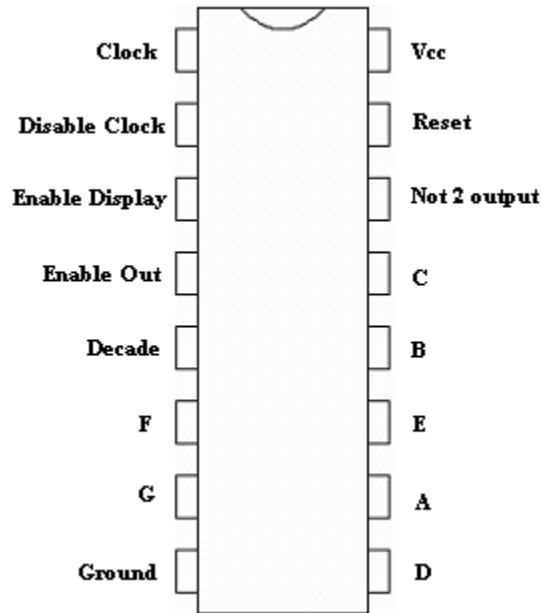 Clock
Vcc
Disable Clock
Reset
Enable Display
Not 2 output
Enable Out
C
Decade
B
F
E
G
A
Ground
D